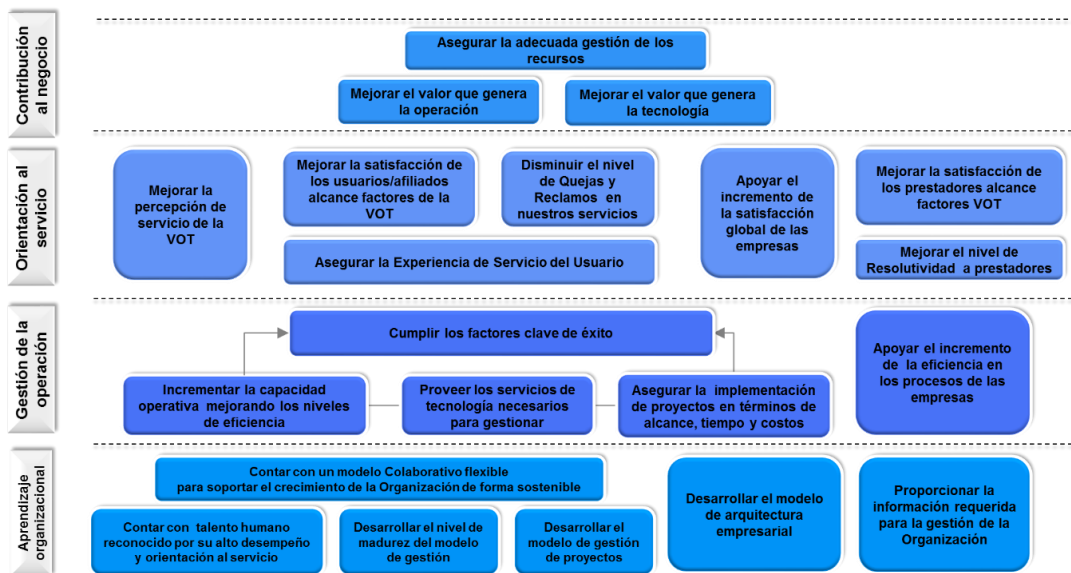 Contribución
al negocio
Asegurar la adecuada gestión de los
recursos
Mejorar el valor que genera
la operación
Mejorar el valor que genera
la tecnología
Orientación al
servicio
Mejorar la
percepción de
servicio de la
VOT
Mejorar la satisfacción de
los usuarios/afiliados
alcance factores de la
VOT
Disminuir el nivel
de Quejas y
Reclamos en
nuestros servicios
Asegurar la Experiencia de Servicio del Usuario
Apoyar el
incremento de
la satisfacción
global de las
empresas
Mejorar la satisfacción de
los prestadores alcance
factores VOT
Mejorar el nivel de
Resolutividad a prestadores
Gestión de la
operación
Cumplir los factores clave de éxito
Incrementar la capacidad
operativa mejorando los niveles
de eficiencia
Proveer los servicios de
tecnología necesarios
para gestionar
Asegurar la implementación
de proyectos en términos de
alcance, tiempo y costos
Apoyar el incremento
de la eficiencia en
los procesos de las
empresas
Aprendizaje
organizacional
Contar con un modelo Colaborativo flexible
para soportar el crecimiento de la Organización de forma sostenible
Contar con talento humano
reconocido por su alto desempeño
y orientación al servicio
Desarrollar el nivel de
madurez del modelo de
gestión
Desarrollar el
modelo de gestión
de proyectos
Desarrollar el modelo
de arquitectura
empresarial
Proporcionar la
información requerida
para la gestión de la
Organización